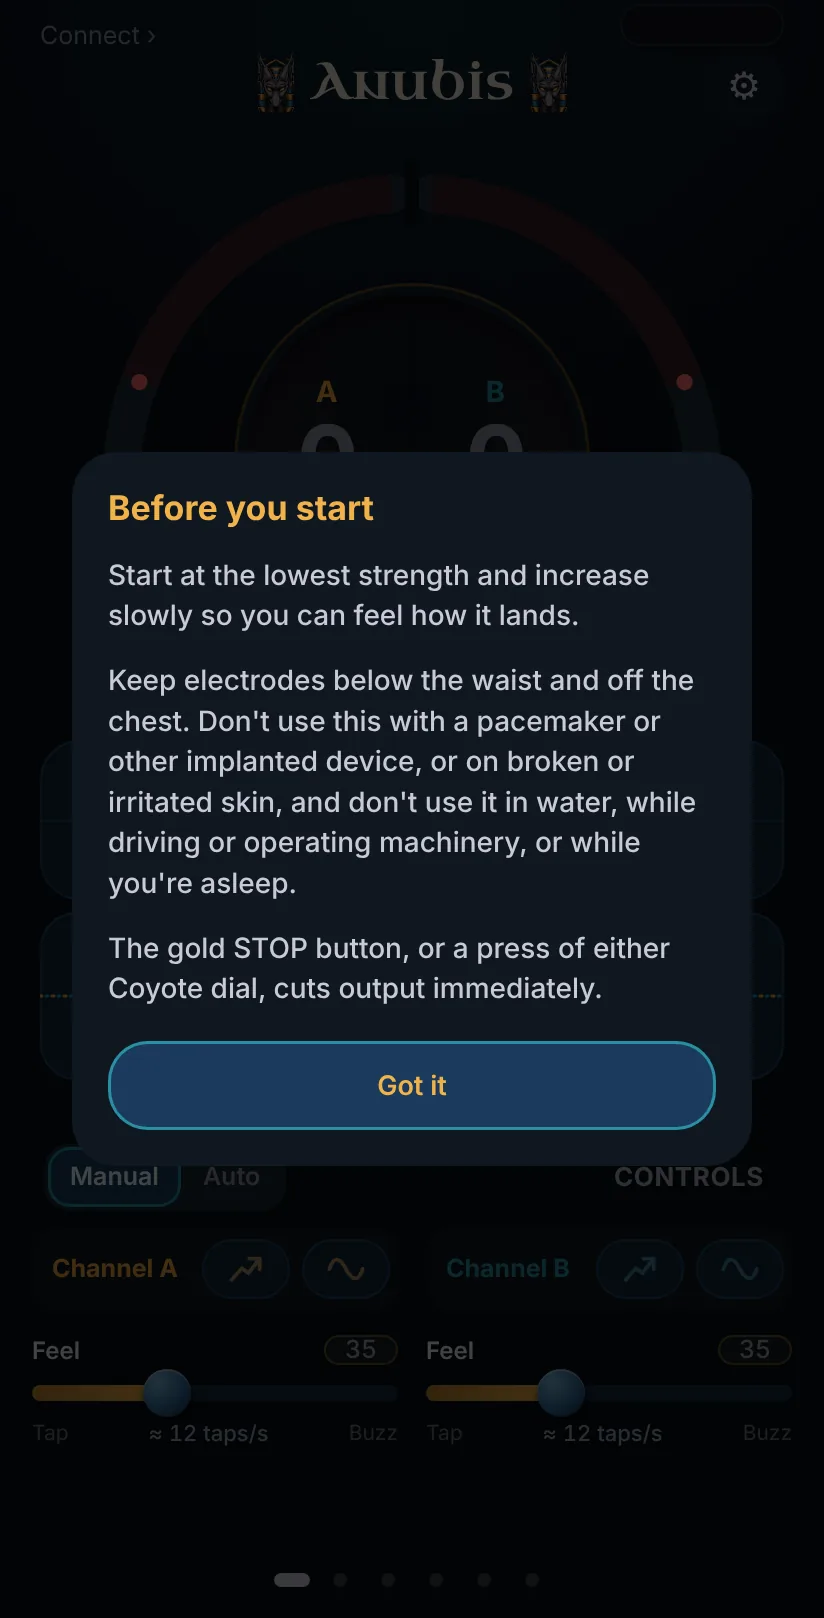 Connect ›
Anubis
A B
0 0
Before you start
Start at the lowest strength and increase
slowly so you can feel how it lands.
Keep electrodes below the waist and off the
chest. Don't use this with a pacemaker or
other implanted device, or on broken or
irritated skin, and don't use it in water, while
driving or operating machinery, or while
you're asleep.
The gold STOP button, or a press of either
Coyote dial, cuts output immediately.
Got it
Manual Auto CONTROLS
Channel A Channel B
Feel 35 Feel 35
Tap ≈ 12 taps/s Buzz Tap ≈ 12 taps/s Buzz